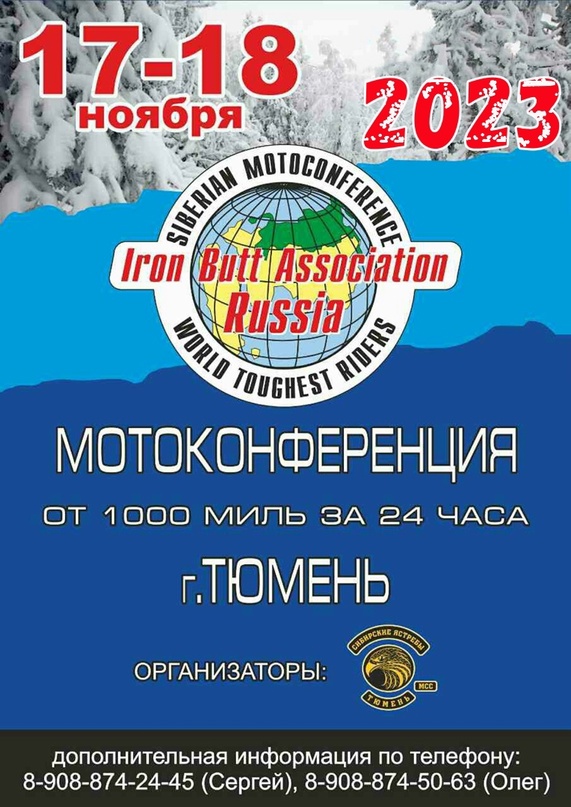 17-18
ноября
2023
SIBERIAN MOTOCONFERENCE
Iron Butt Association
Russia
WORLD TOUGHEST RIDERS
МОТОКОНФЕРЕНЦИЯ
ОТ 1000 МИЛЬ ЗА 24 ЧАСА
г.ТЮМЕНЬ
СИБИРСКИЕ ЯСТРЕБЫ
ОРГАНИЗАТОРЫ:
МСС
ТЮМЕНЬ
дополнительная информация по телефону:
8-908-874-24-45 (Сергей), 8-908-874-50-63 (Олег)